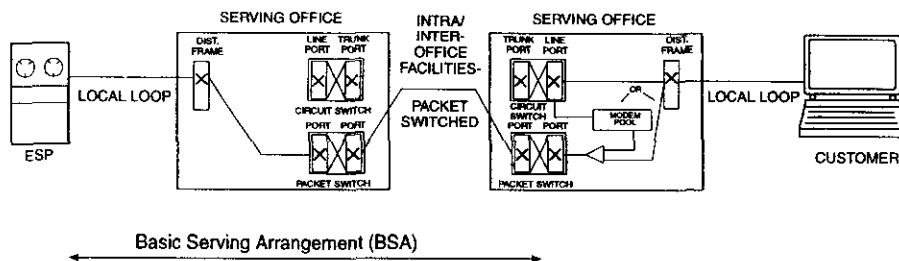 SERVING OFFICE
DIST.
FRAME
LINE
PORT
TRUNK
PORT
CIRCUIT SWITCH
PORT
PORT
PACKET SWITCH
ESP
LOCAL LOOP
INTRA/
INTER-
OFFICE
FACILITIES-
PACKET
SWITCHED
SERVING OFFICE
TRUNK
PORT
LINE
PORT
DIST.
FRAME
CIRCUIT
SWITCH
OR
MODEM
POOL
PORT
PORT
PACKET SWITCH
LOCAL LOOP
CUSTOMER
Basic Serving Arrangement (BSA)